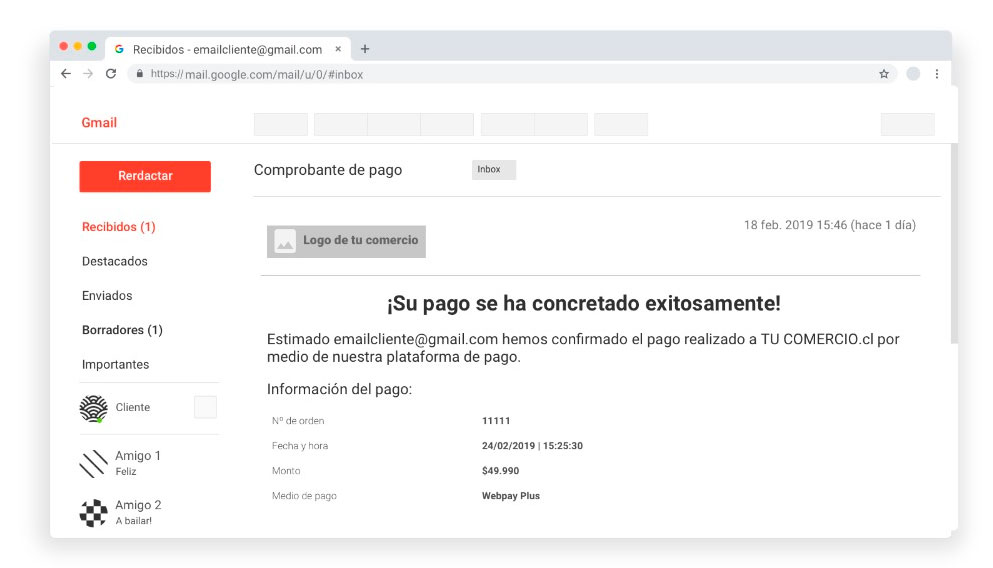 Recibidos - emailcliente@gmail.com
https://mail.google.com/mail/u/0/#inbox
Gmail
Rerdactar
Comprobante de pago
Inbox
Recibidos (1)
Destacados
Enviados
Borradores (1)
Importantes
Cliente
Amigo 1
Feliz
Amigo 2
A bailar!
Logo de tu comercio
18 feb. 2019 15:46 (hace 1 día)
¡Su pago se ha concretado exitosamente!
Estimado emailcliente@gmail.com hemos confirmado el pago realizado a TU COMERCIO.cl por
medio de nuestra plataforma de pago.
Información del pago:
Nº de orden 11111
Fecha y hora 24/02/2019 | 15:25:30
Monto $49.990
Medio de pago Webpay Plus